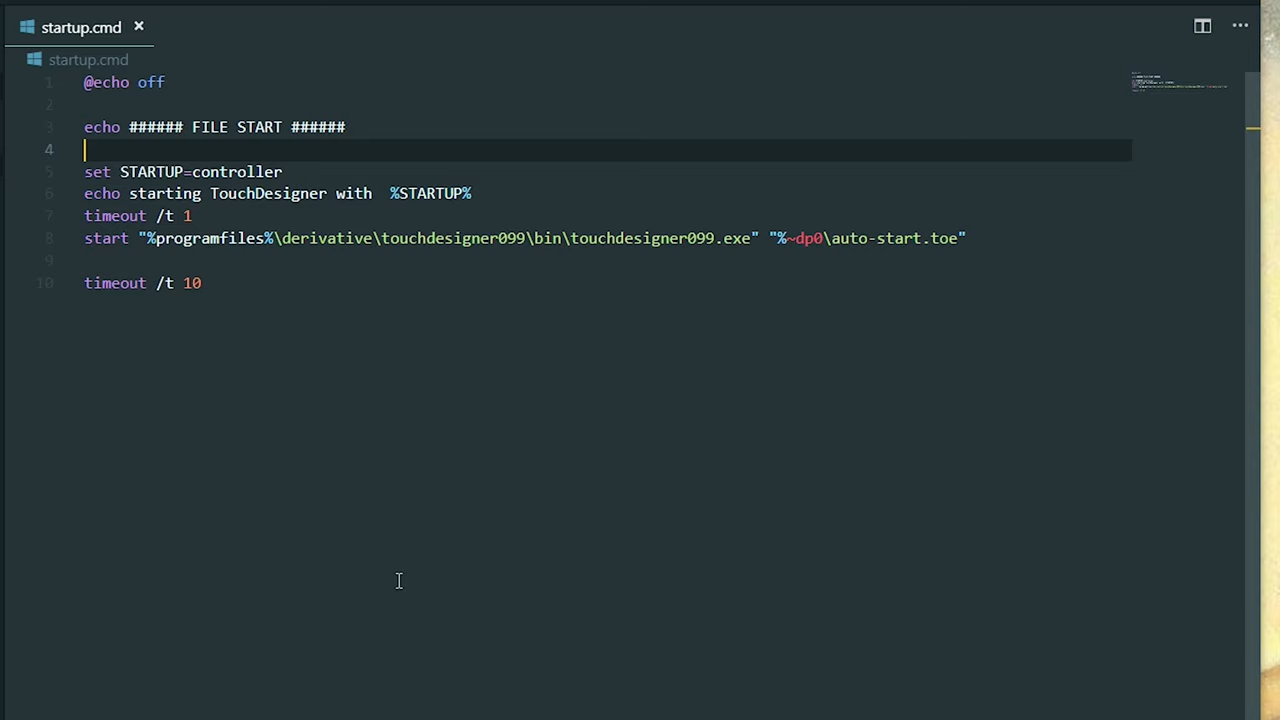 startup.cmd
startup.cmd
1 @echo off
2
3 echo ###### FILE START ######
4
5 set STARTUP=controller
6 echo starting TouchDesigner with  %STARTUP%
7 timeout /t 1
8 start "%programfiles%\derivative\touchdesigner099\bin\touchdesigner099.exe" "%~dp0\auto-start.toe"
9
10 timeout /t 10